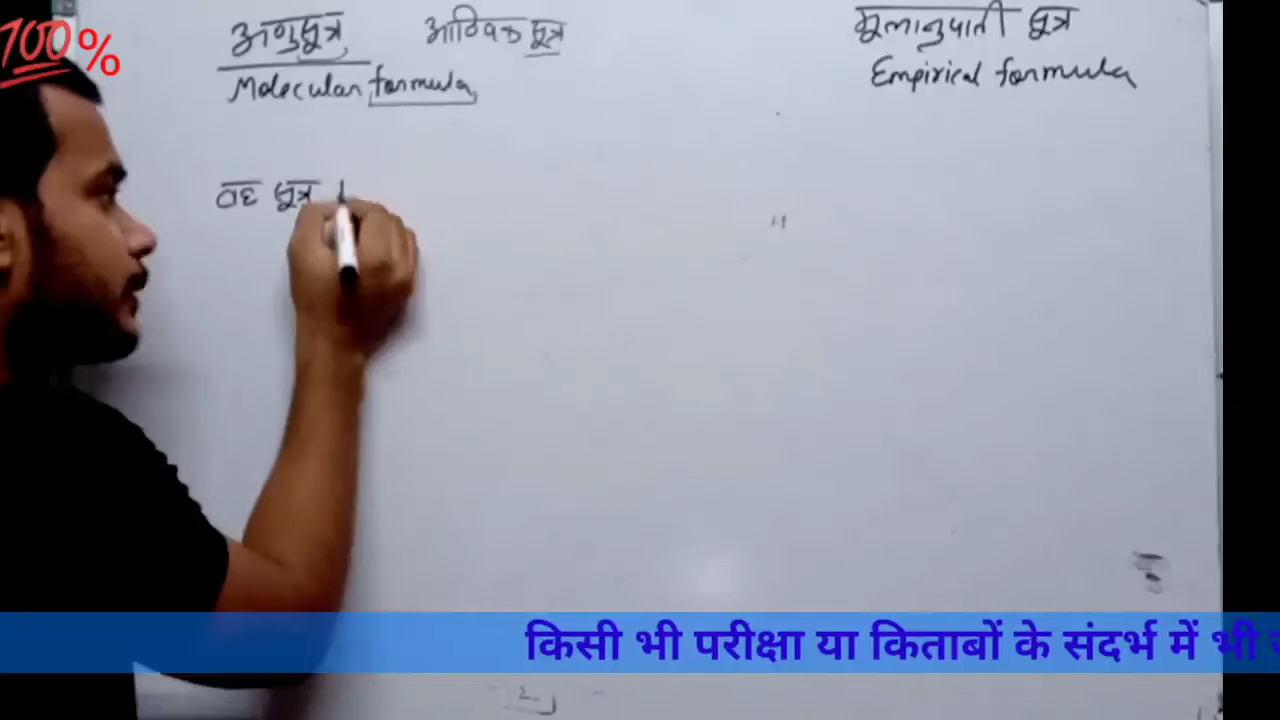 100%
अणुसूत्र आण्विक सूत्र
Molecular formula
मूलानुपाती सूत्र
Empirical formula
वह सूत्र
किसी भी परीक्षा या किताबों के संदर्भ में भी